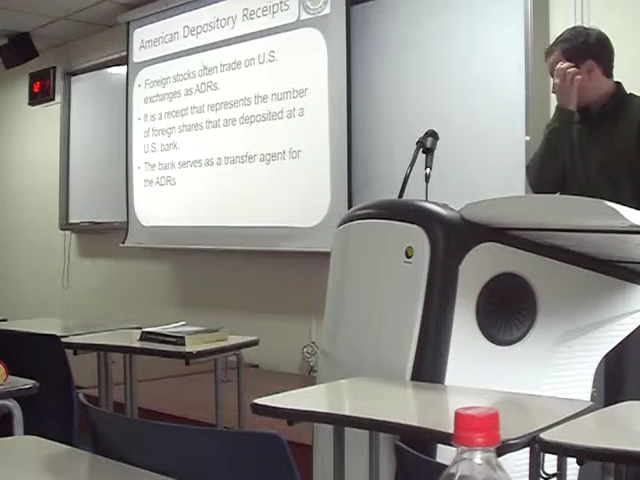 American Depository Receipts
• Foreign stocks often trade on U.S.
exchanges as ADRs.
• It is a receipt that represents the number
of foreign shares that are deposited at a
U.S. bank.
• The bank serves as a transfer agent for
the ADRs